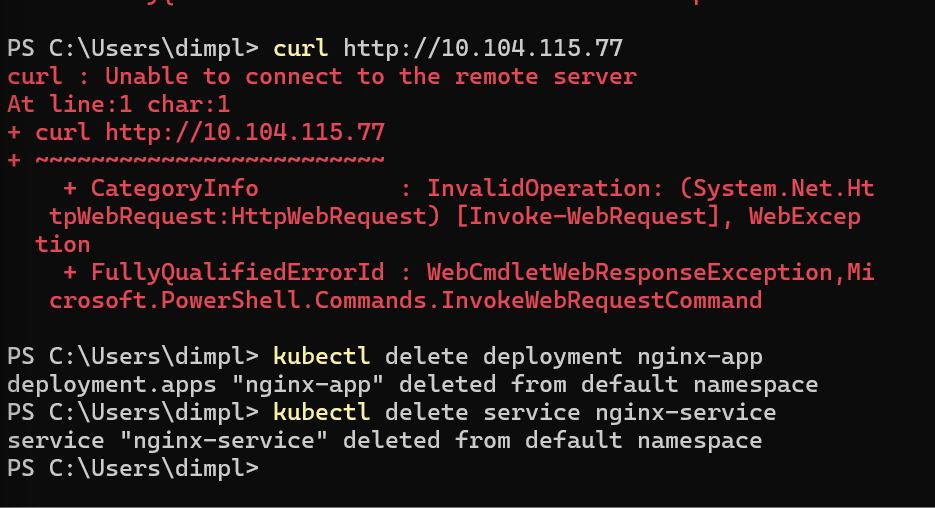 PS C:\Users\dimpl> curl http://10.104.115.77
curl : Unable to connect to the remote server
At line:1 char:1
+ curl http://10.104.115.77
+ ~~~~~~~~~~~~~~~~~~~~~~~~~
    + CategoryInfo          : InvalidOperation: (System.Net.Ht
   tpWebRequest:HttpWebRequest) [Invoke-WebRequest], WebExcep
  tion
    + FullyQualifiedErrorId : WebCmdletWebResponseException,Mi
   crosoft.PowerShell.Commands.InvokeWebRequestCommand
PS C:\Users\dimpl> kubectl delete deployment nginx-app
deployment.apps "nginx-app" deleted from default namespace
PS C:\Users\dimpl> kubectl delete service nginx-service
service "nginx-service" deleted from default namespace
PS C:\Users\dimpl>